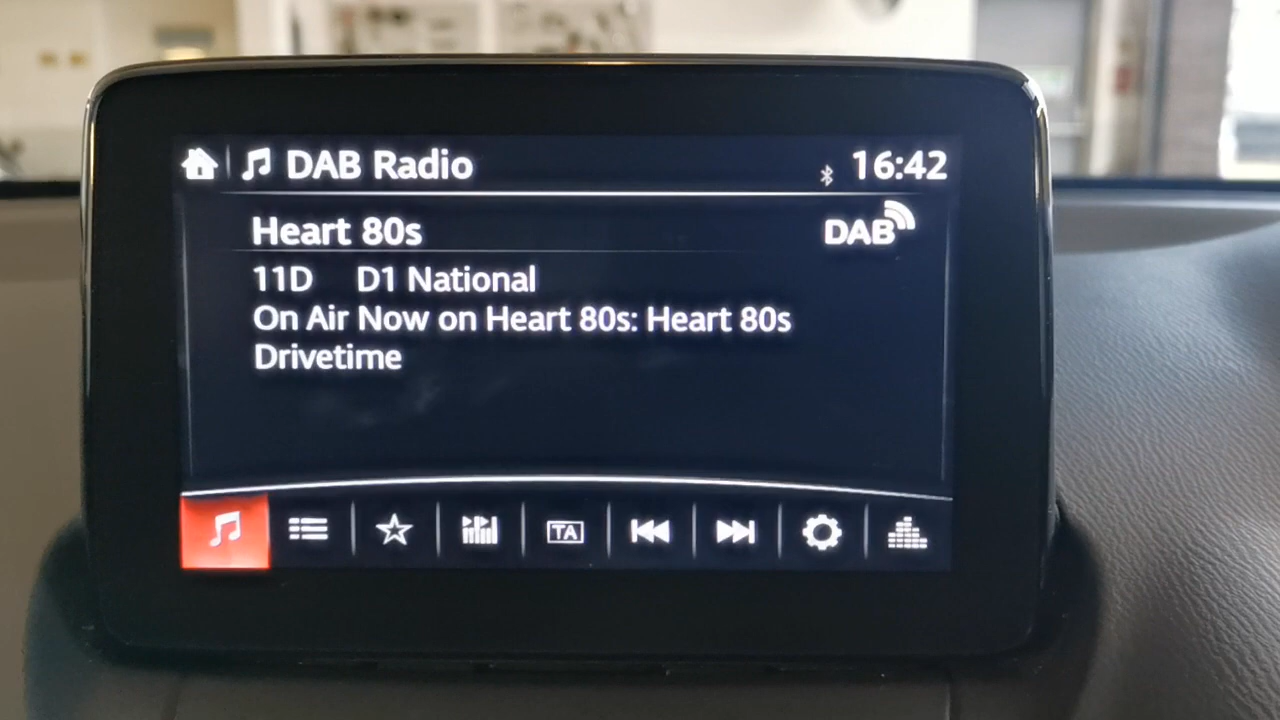 DAB Radio 16:42
Heart 80s DAB
11D D1 National
On Air Now on Heart 80s: Heart 80s
Drivetime
TA